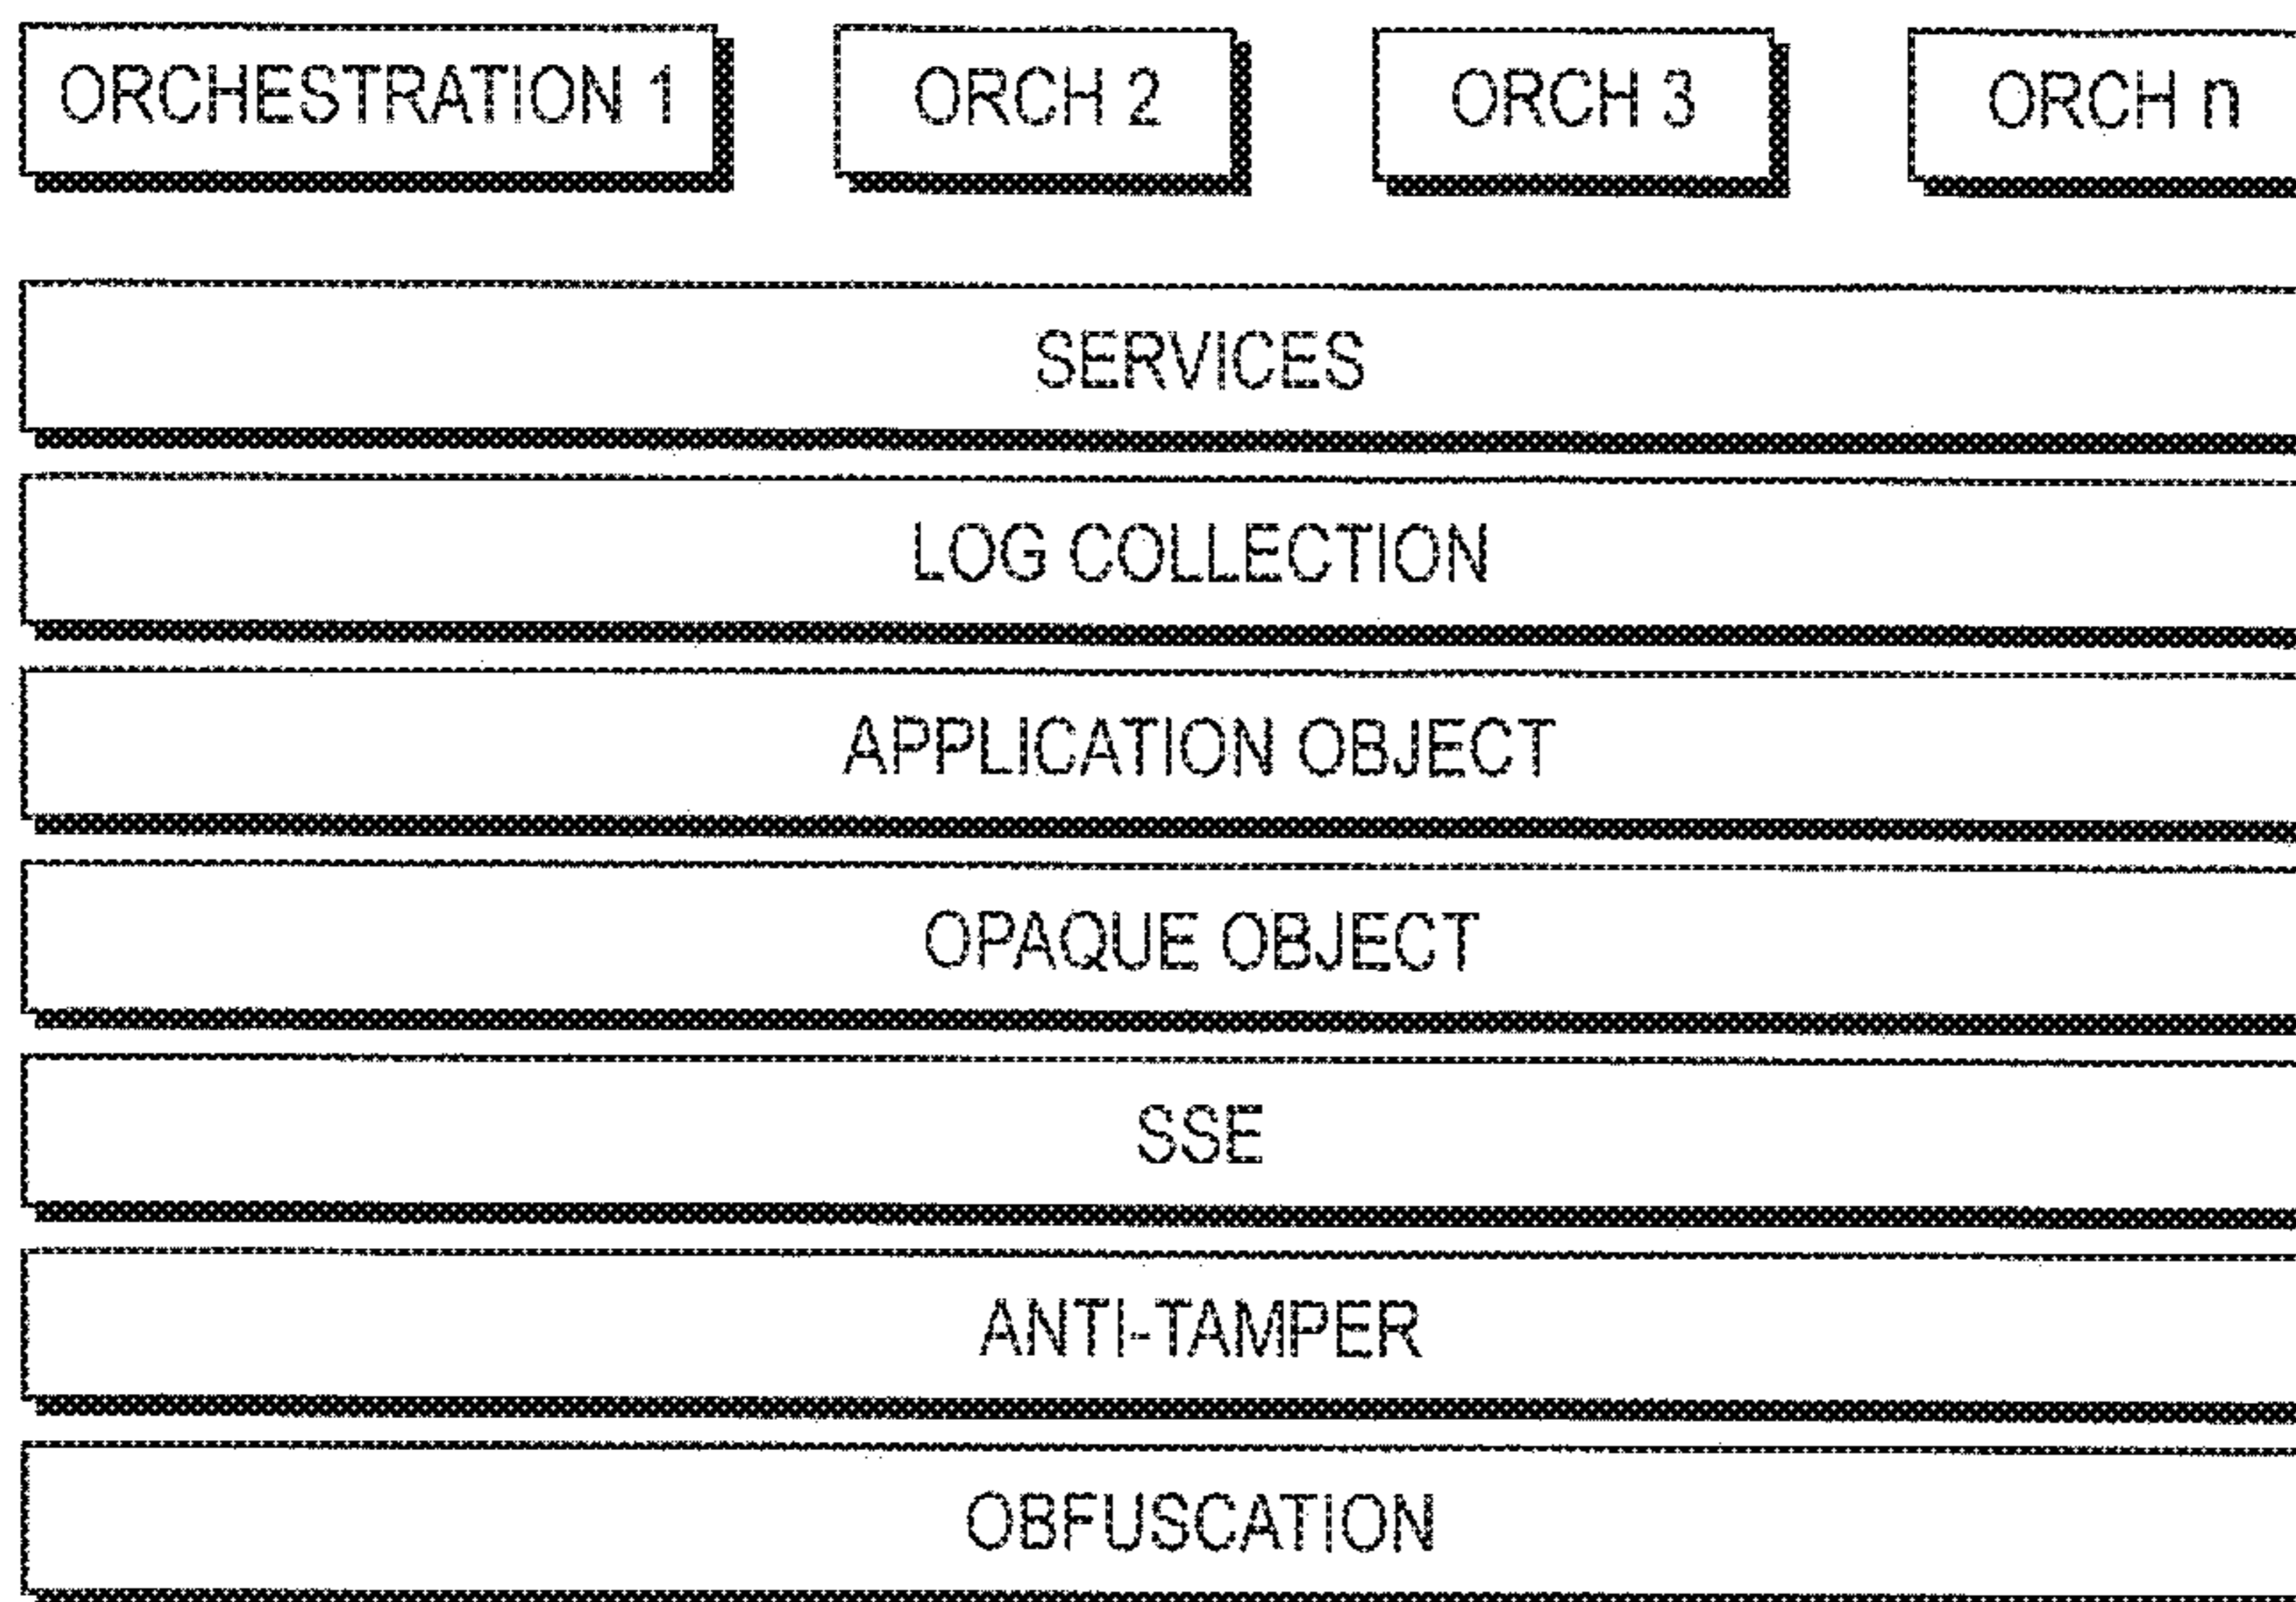 ORCHESTRATION 1 ORCH 2 ORCH 3 ORCH n
SERVICES
LOG COLLECTION
APPLICATION OBJECT
OPAQUE OBJECT
SSE
ANTI-TAMPER
OBFUSCATION